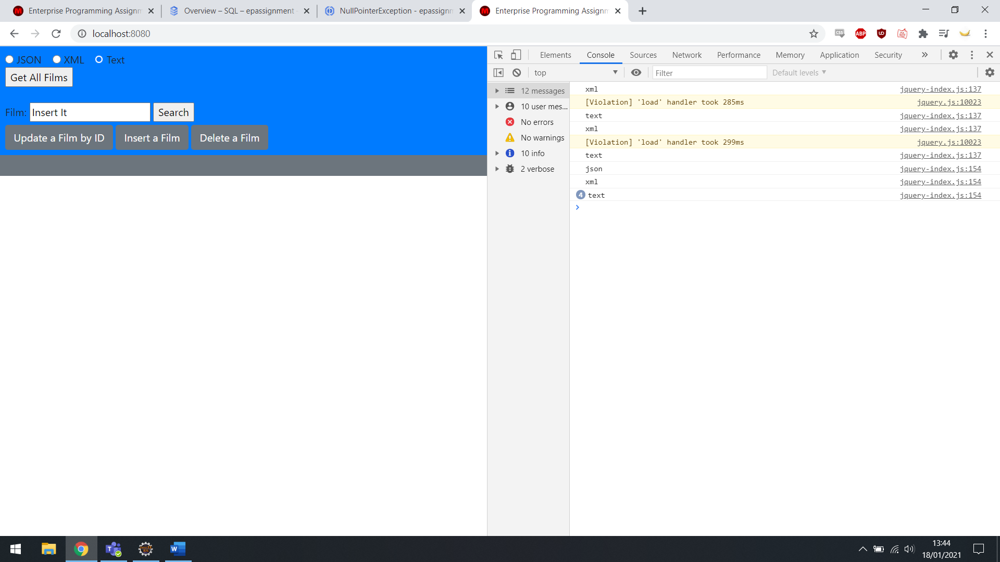 Enterprise Programming Assignm
Overview – SQL – epassignment
NullPointerException - epassignm
Enterprise Programming Assignm
localhost:8080
CSS
ABP
JSON XML Text
Get All Films
Film: Insert It Search
Update a Film by ID Insert a Film Delete a Film
Elements Console Sources Network Performance Memory Application Security »
top Filter Default levels
12 messages
10 user mes...
No errors
No warnings
10 info
2 verbose
xml jquery-index.js:137
[Violation] 'load' handler took 285ms jquery.js:10023
text jquery-index.js:137
xml jquery-index.js:137
[Violation] 'load' handler took 299ms jquery.js:10023
text jquery-index.js:137
json jquery-index.js:154
xml jquery-index.js:154
4 text jquery-index.js:154
13:44
18/01/2021